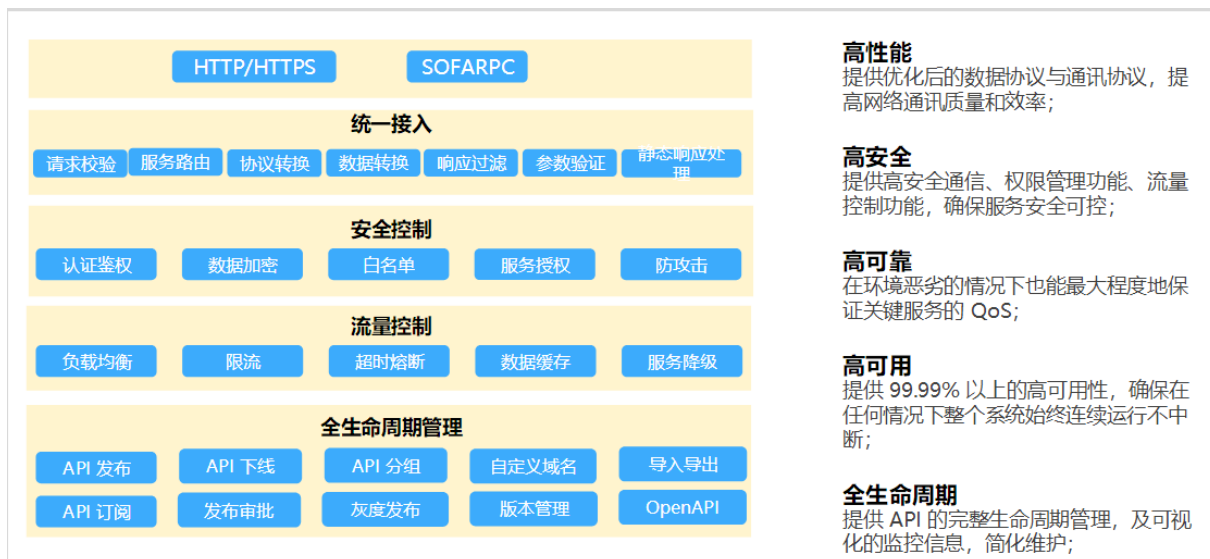 HTTP/HTTPS SOFARPC
统一接入
请求校验 服务路由 协议转换 数据转换 响应过滤 参数验证 静态响应处
理
安全控制
认证鉴权 数据加密 白名单 服务授权 防攻击
流量控制
负载均衡 限流 超时熔断 数据缓存 服务降级
全生命周期管理
API 发布 API 下线 API 分组 自定义域名 导入导出
API 订阅 发布审批 灰度发布 版本管理 OpenAPI
高性能
提供优化后的数据协议与通讯协议，提
高网络通讯质量和效率；
高安全
提供高安全通信、权限管理功能、流量
控制功能，确保服务安全可控；
高可靠
在环境恶劣的情况下也能最大程度地保
证关键服务的 QoS；
高可用
提供 99.99% 以上的高可用性，确保在
任何情况下整个系统始终连续运行不中
断；
全生命周期
提供 API 的完整生命周期管理，及可视
化的监控信息，简化维护；